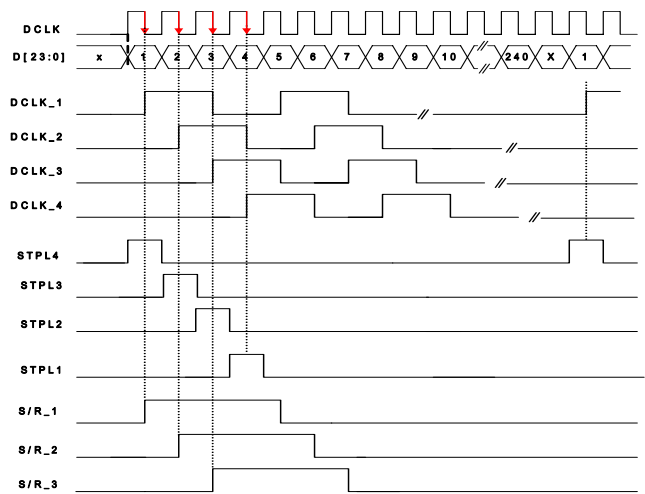 DCLK
D[23:0] x 1 2 3 4 5 6 7 8 9 10 240 X 1
DCLK_1
DCLK_2
DCLK_3
DCLK_4
STPL4
STPL3
STPL2
STPL1
S/R_1
S/R_2
S/R_3